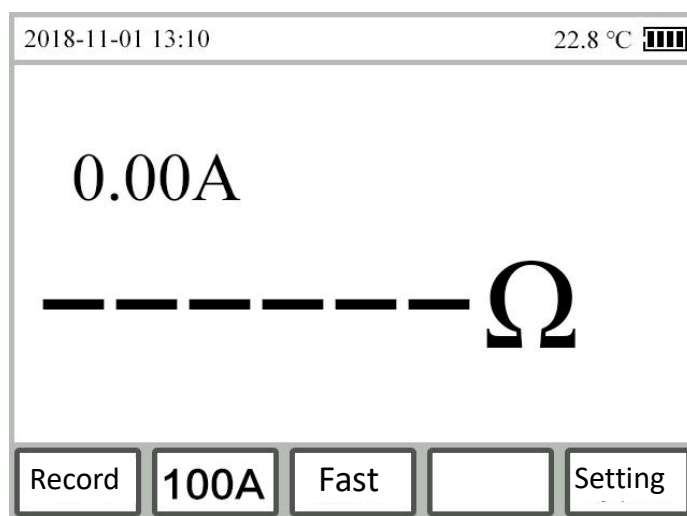 2018-11-01 13:10 22.8 °C
0.00A
------Ω
Record 100A Fast Setting